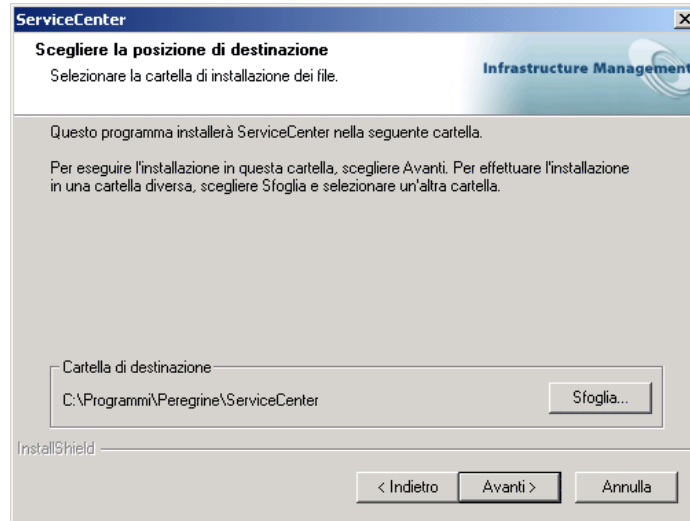 ServiceCenter
Scegliere la posizione di destinazione
Selezionare la cartella di installazione dei file.
Infrastructure Management
Questo programma installerà ServiceCenter nella seguente cartella.
Per eseguire l'installazione in questa cartella, scegliere Avanti. Per effettuare l'installazione
in una cartella diversa, scegliere Sfoglia e selezionare un'altra cartella.
Cartella di destinazione
C:\Programmi\Peregrine\ServiceCenter
Sfoglia...
InstallShield
< Indietro
Avanti >
Annulla